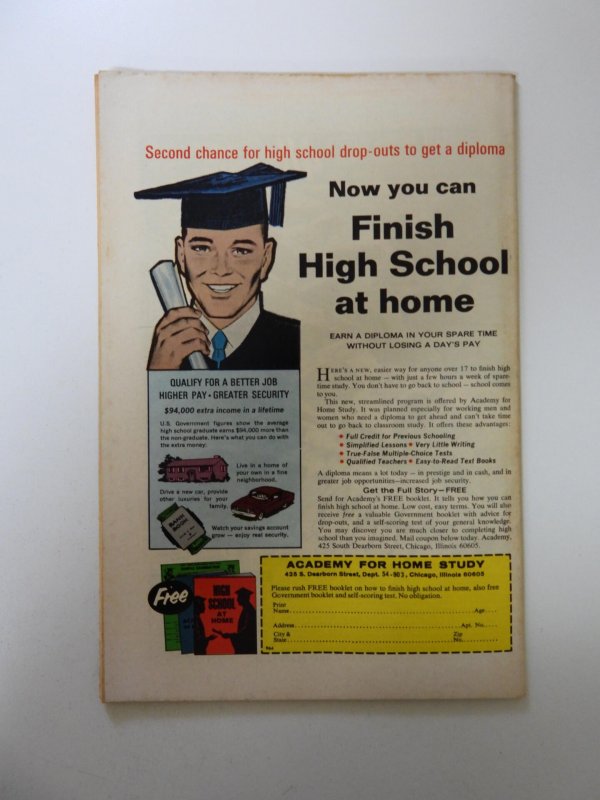 Second chance for high school drop-outs to get a diploma
Now you can
Finish
High School
at home
EARN A DIPLOMA IN YOUR SPARE TIME
WITHOUT LOSING A DAY'S PAY
HERE'S A NEW, easier way for anyone over 17 to finish high
school at home — with just a few hours a week of spare-
time study. You don't have to go back to school — school comes
to you.
This new, streamlined program is offered by Academy for
Home Study. It was planned especially for working men and
women who need a diploma to get ahead and can't take time
out to go back to classroom study. It offers these advantages:
• Full Credit for Previous Schooling
• Simplified Lessons • Very Little Writing
• True-False Multiple-Choice Tests
• Qualified Teachers • Easy-to-Read Text Books
A diploma means a lot today — in prestige and in cash, and in
greater job opportunities—increased job security.
Get the Full Story—FREE
Send for Academy's FREE booklet. It tells how you can
finish high school at home. Low cost, easy terms. You will also
receive free a valuable Government booklet with advice for
drop-outs, and a self-scoring test of your general knowledge.
You may discover you are much closer to completing high
school than you imagined. Mail coupon below today. Academy,
425 South Dearborn Street, Chicago, Illinois 60605.
QUALIFY FOR A BETTER JOB
HIGHER PAY • GREATER SECURITY
$94,000 extra income in a lifetime
U.S. Government figures show the average
high school graduate earns $94,000 more than
the non-graduate. Here's what you can do with
the extra money:
Live in a home of
your own in a fine
neighborhood.
Drive a new car, provide
other luxuries for your
family.
BANK
BOOK
Watch your savings account
grow — enjoy real security.
Free
HIGH
SCHOOL
AT
HOME
ACADEMY FOR HOME STUDY
425 S. Dearborn Street, Dept. 54-903, Chicago, Illinois 60605
Please rush FREE booklet on how to finish high school at home, also free
Government booklet and self-scoring test. No obligation.
Print
Name.......... Age....
Address.......... Apt. No....
City & Zip
State.......... No..........